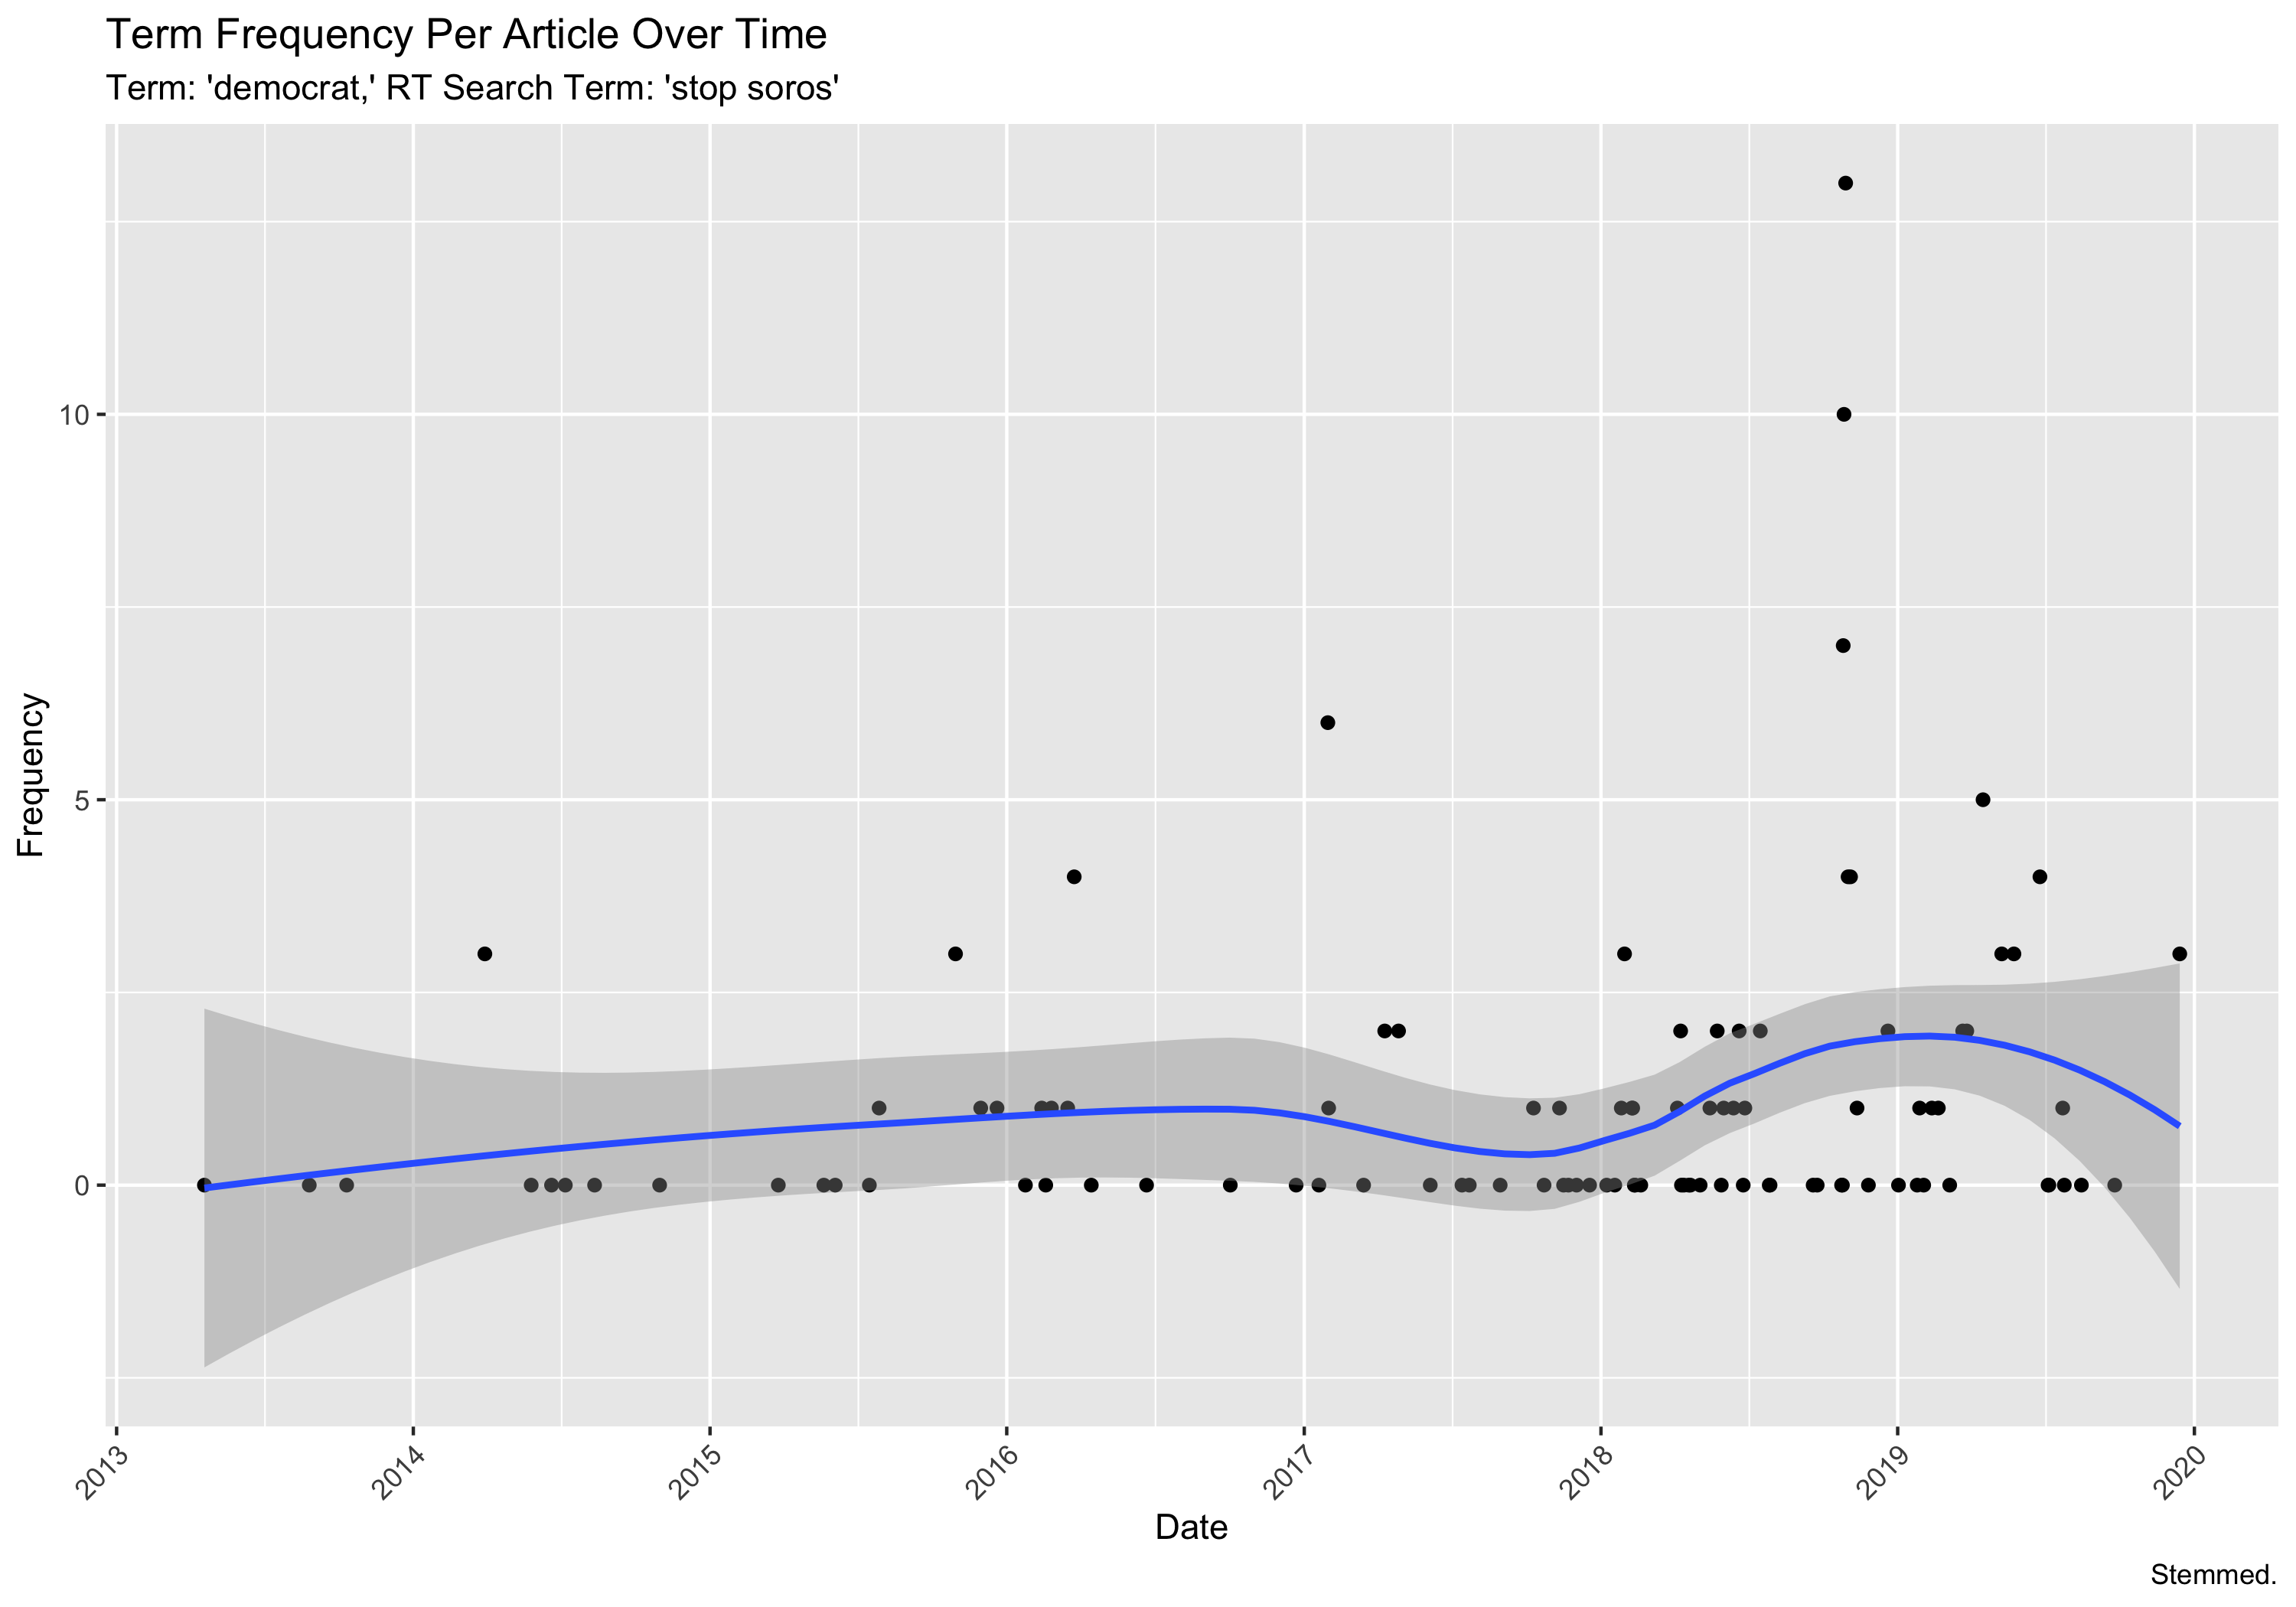 Term Frequency Per Article Over Time
Term: 'democrat,' RT Search Term: 'stop soros'
10
5
0
Frequency
2013
2014
2015
2016
2017
2018
2019
2020
Date
Stemmed.